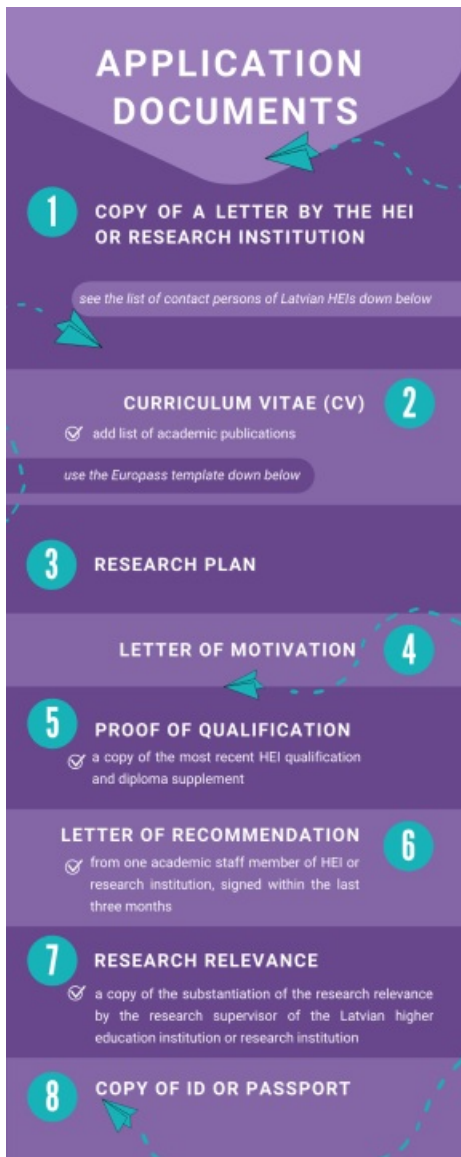 APPLICATION
DOCUMENTS
1
COPY OF A LETTER BY THE HEI
OR RESEARCH INSTITUTION
see the list of contact persons of Latvian HEIs down below
CURRICULUM VITAE (CV)
2
add list of academic publications
use the Europass template down below
3
RESEARCH PLAN
LETTER OF MOTIVATION
4
5
PROOF OF QUALIFICATION
a copy of the most recent HEI qualification
and diploma supplement
LETTER OF RECOMMENDATION
6
from one academic staff member of HEI or
research institution, signed within the last
three months
7
RESEARCH RELEVANCE
a copy of the substantiation of the research relevance
by the research supervisor of the Latvian higher
education institution or research institution
8
COPY OF ID OR PASSPORT